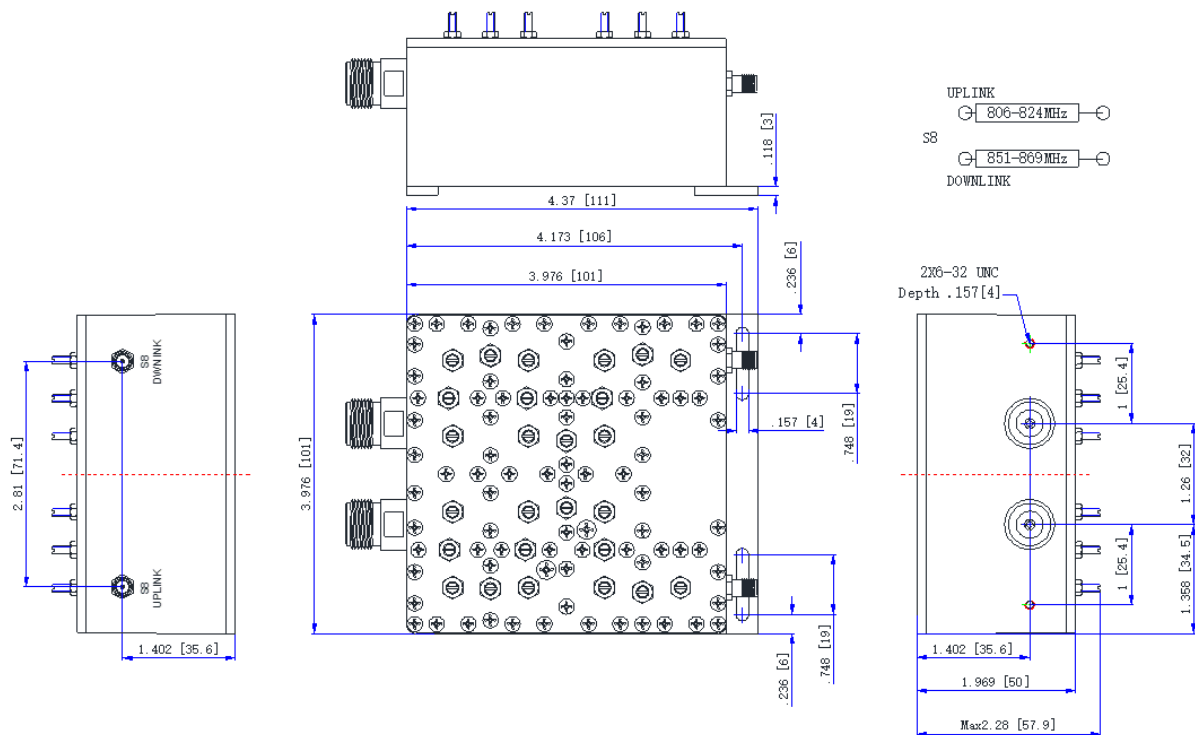 UPLINK
806-824MHz
S8
851-869MHz
DOWNLINK
.118 [3]
4.37 [111]
4.173 [106]
3.976 [101]
.236 [6]
2X6-32 UNC
Depth .157[4]
S8
DWNLINK
2.81 [71.4]
S8
UPLINK
1.402 [35.6]
3.976 [101]
.157 [4]
.748 [19]
.748 [19]
.236 [6]
1 [25.4]
1.26 [32]
1 [25.4]
1.358 [34.5]
1.402 [35.6]
1.969 [50]
Max2.28 [57.9]